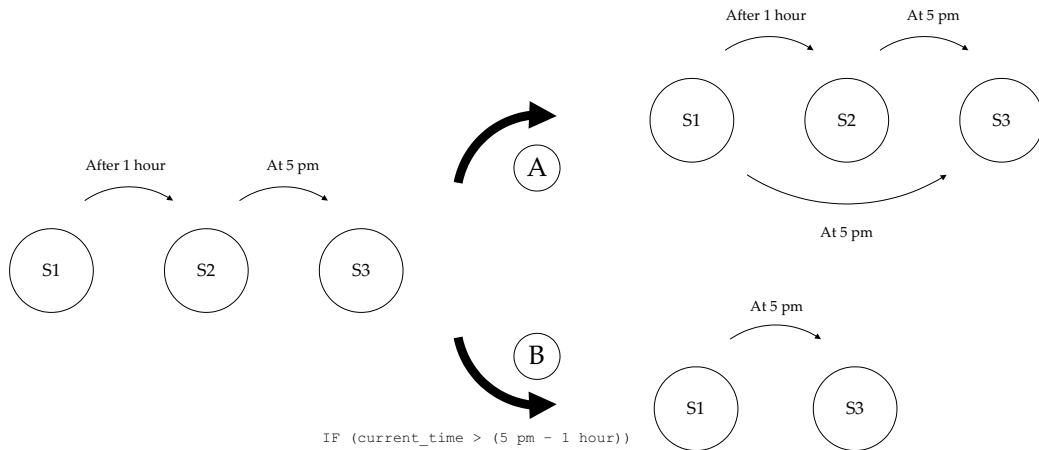 After 1 hour
At 5 pm
S1
S2
S3
A
After 1 hour
At 5 pm
S1
S2
S3
At 5 pm
B
IF (current_time > (5 pm - 1 hour))
At 5 pm
S1
S3